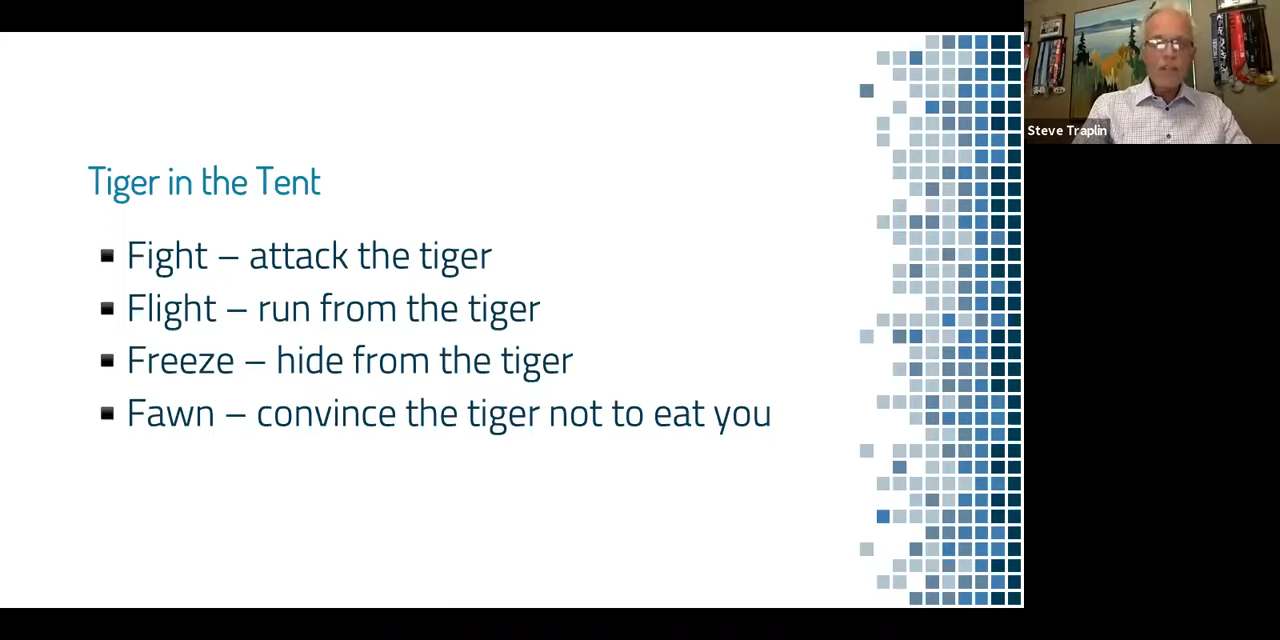 Tiger in the Tent
▪ Fight – attack the tiger
▪ Flight – run from the tiger
▪ Freeze – hide from the tiger
▪ Fawn – convince the tiger not to eat you
Steve Traplin